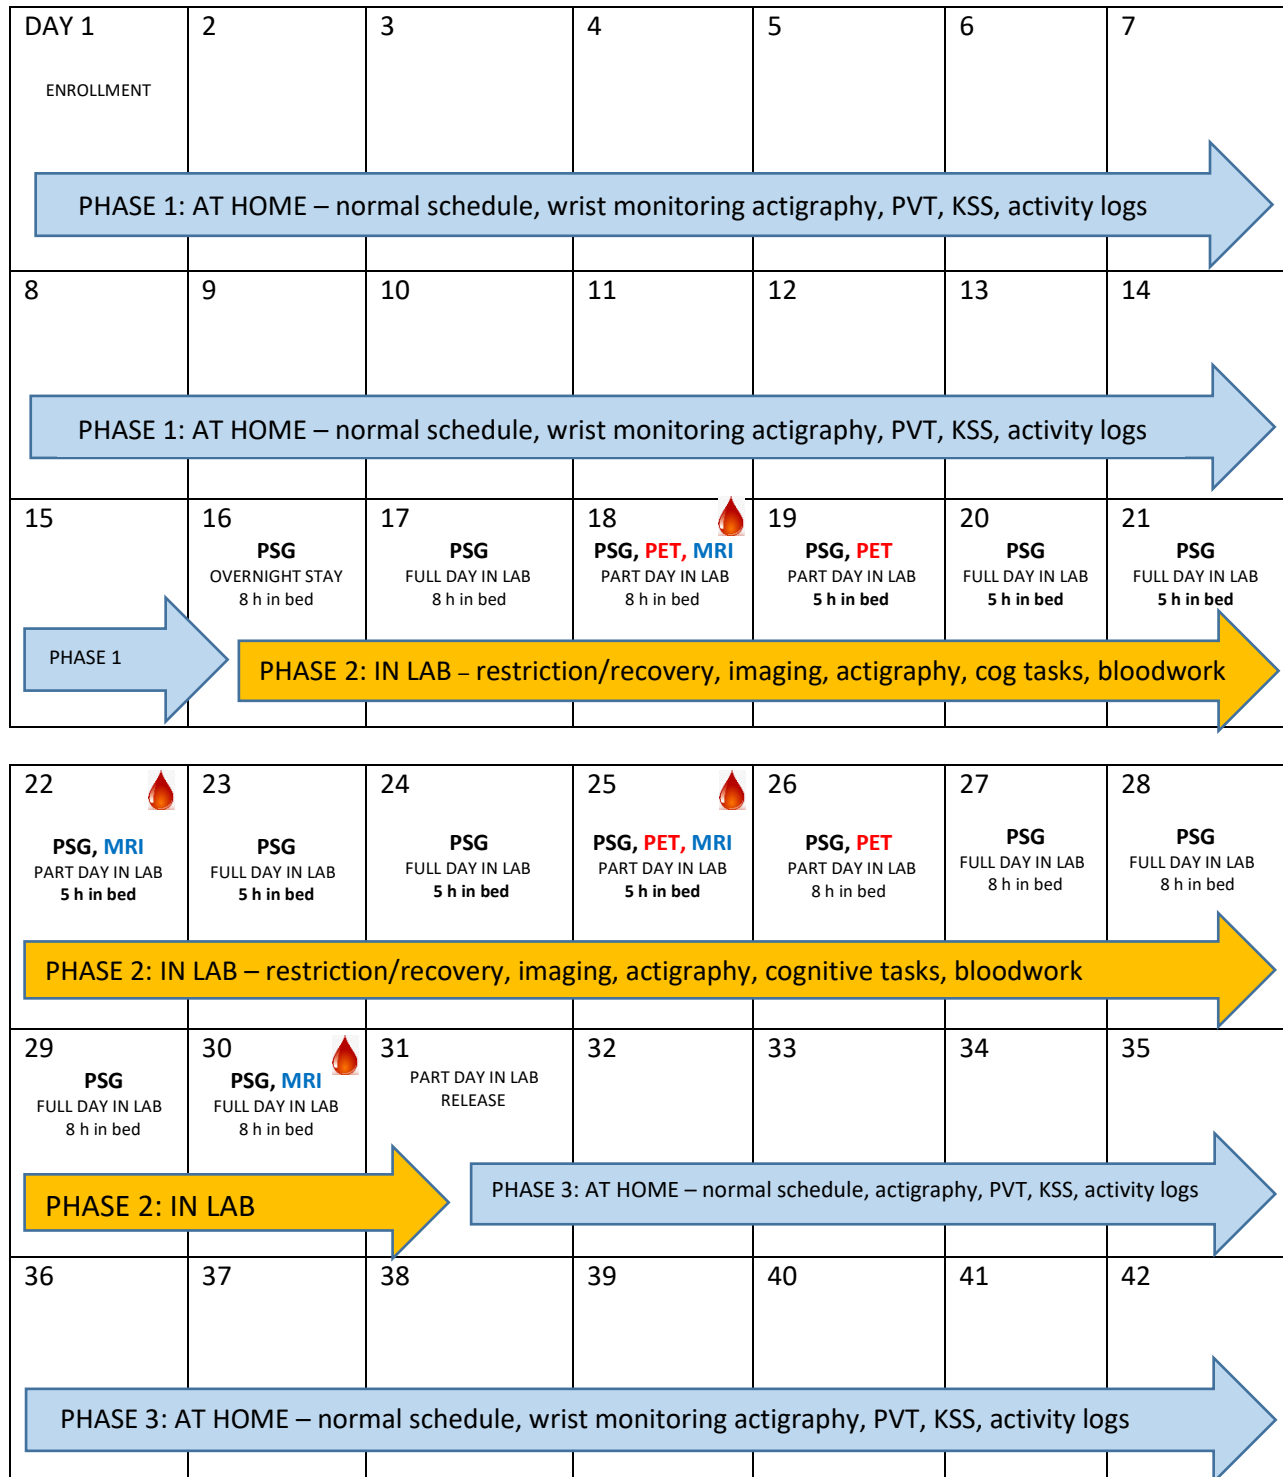 DAY 1
2
3
4
5
6
7
ENROLLMENT
PHASE 1: AT HOME – normal schedule, wrist monitoring actigraphy, PVT, KSS, activity logs
8
9
10
11
12
13
14
PHASE 1: AT HOME – normal schedule, wrist monitoring actigraphy, PVT, KSS, activity logs
15
PHASE 1
16
PSG
OVERNIGHT STAY
8 h in bed
17
PSG
FULL DAY IN LAB
8 h in bed
18
PSG, PET, MRI
PART DAY IN LAB
8 h in bed
19
PSG, PET
PART DAY IN LAB
5 h in bed
20
PSG
FULL DAY IN LAB
5 h in bed
21
PSG
FULL DAY IN LAB
5 h in bed
PHASE 2: IN LAB – restriction/recovery, imaging, actigraphy, cog tasks, bloodwork
22
PSG, MRI
PART DAY IN LAB
5 h in bed
23
PSG
FULL DAY IN LAB
5 h in bed
24
PSG
FULL DAY IN LAB
5 h in bed
25
PSG, PET, MRI
PART DAY IN LAB
5 h in bed
26
PSG, PET
PART DAY IN LAB
8 h in bed
27
PSG
FULL DAY IN LAB
8 h in bed
28
PSG
FULL DAY IN LAB
8 h in bed
PHASE 2: IN LAB – restriction/recovery, imaging, actigraphy, cognitive tasks, bloodwork
29
PSG
FULL DAY IN LAB
8 h in bed
30
PSG, MRI
FULL DAY IN LAB
8 h in bed
31
PART DAY IN LAB
RELEASE
32
33
34
35
PHASE 2: IN LAB
PHASE 3: AT HOME – normal schedule, actigraphy, PVT, KSS, activity logs
36
37
38
39
40
41
42
PHASE 3: AT HOME – normal schedule, wrist monitoring actigraphy, PVT, KSS, activity logs